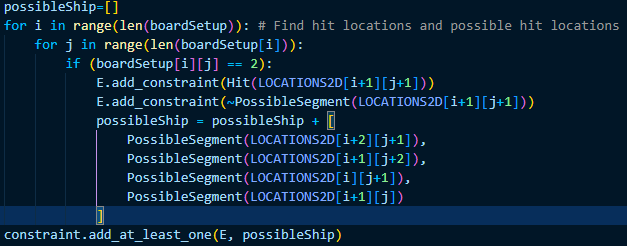 possibleShip=[]
for i in range(len(boardSetup)): # Find hit locations and possible hit locations
    for j in range(len(boardSetup[i])):
        if (boardSetup[i][j] == 2):
            E.add_constraint(Hit(LOCATIONS2D[i+1][j+1]))
            E.add_constraint(~PossibleSegment(LOCATIONS2D[i+1][j+1]))
            possibleShip = possibleShip + [
                PossibleSegment(LOCATIONS2D[i+2][j+1]),
                PossibleSegment(LOCATIONS2D[i+1][j+2]),
                PossibleSegment(LOCATIONS2D[i][j+1]),
                PossibleSegment(LOCATIONS2D[i+1][j])
            ]
constraint.add_at_least_one(E, possibleShip)